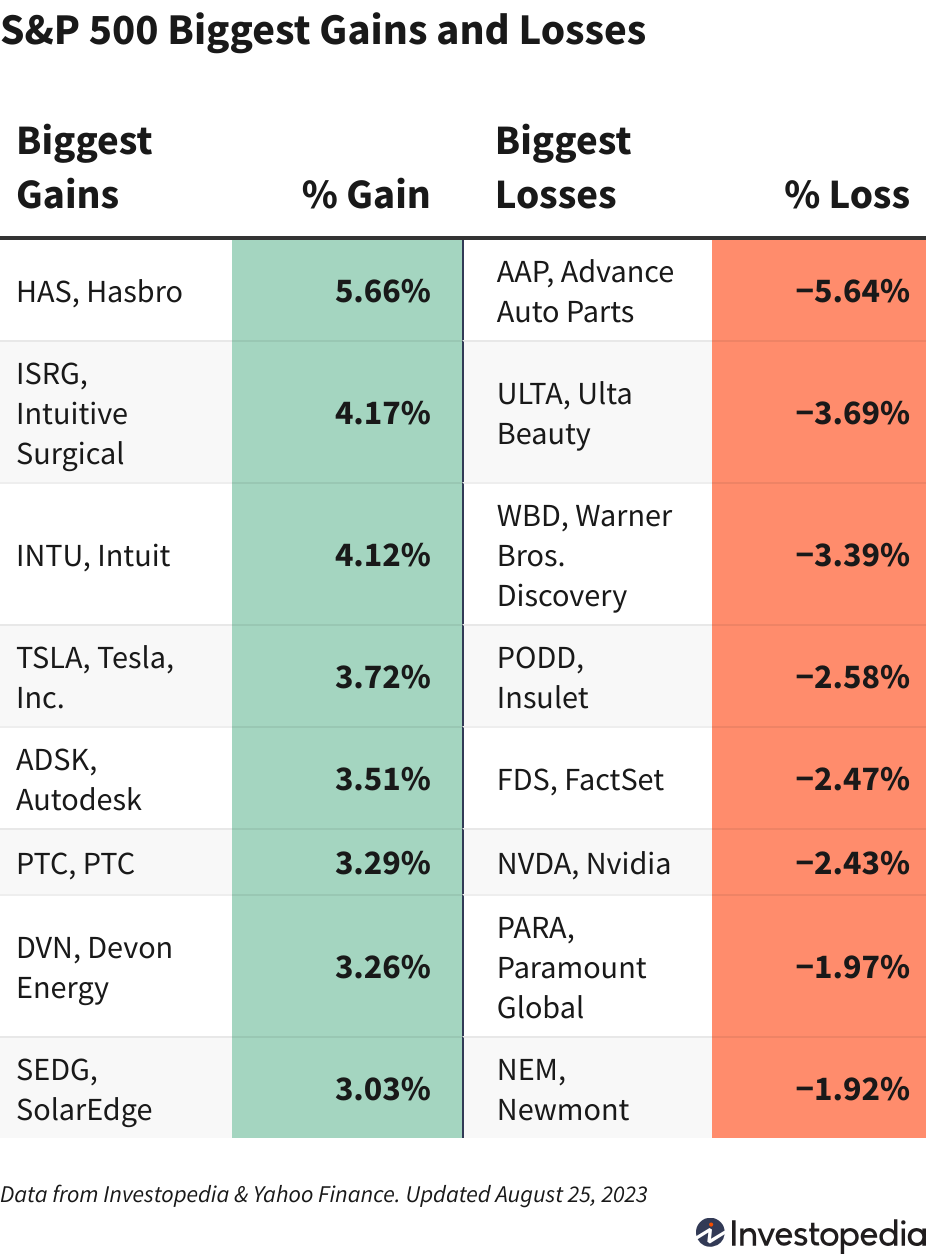 S&P 500 Biggest Gains and Losses
Biggest
Gains
% Gain
Biggest
Losses
% Loss
HAS, Hasbro
5.66%
AAP, Advance
Auto Parts
−5.64%
ISRG,
Intuitive
Surgical
4.17%
ULTA, Ulta
Beauty
−3.69%
INTU, Intuit
4.12%
WBD, Warner
Bros.
Discovery
−3.39%
TSLA, Tesla,
Inc.
3.72%
PODD,
Insulet
−2.58%
ADSK,
Autodesk
3.51%
FDS, FactSet
−2.47%
PTC, PTC
3.29%
NVDA, Nvidia
−2.43%
DVN, Devon
Energy
3.26%
PARA,
Paramount
Global
−1.97%
SEDG,
SolarEdge
3.03%
NEM,
Newmont
−1.92%
Data from Investopedia & Yahoo Finance. Updated August 25, 2023
Investopedia